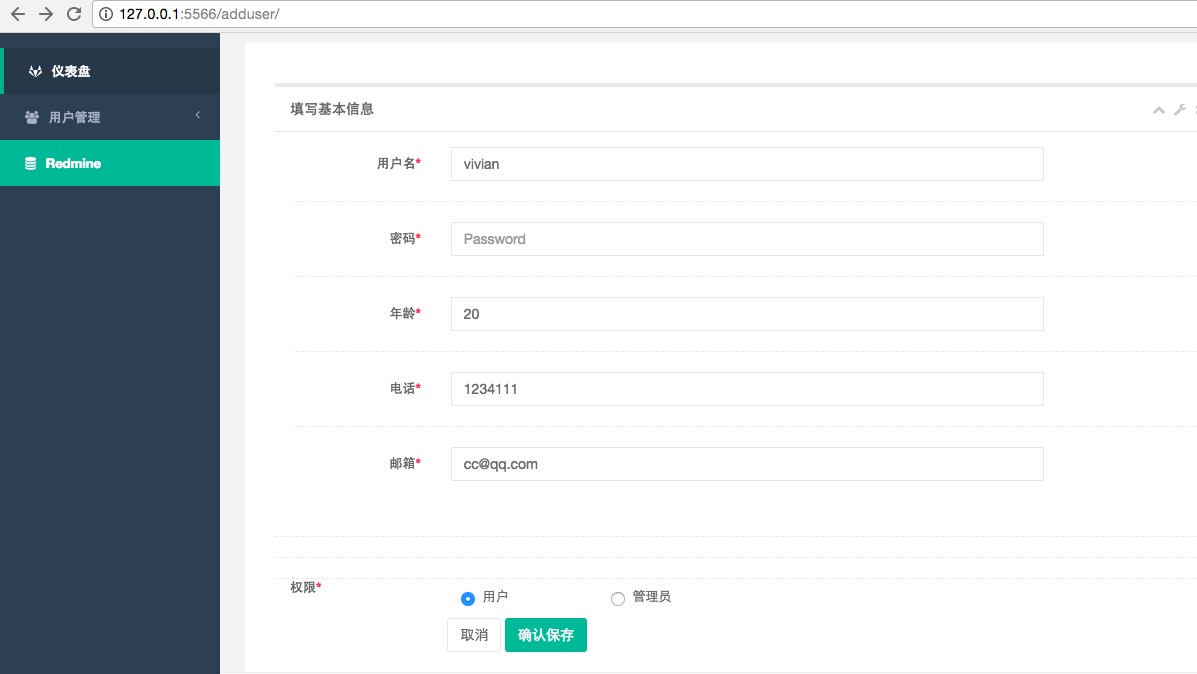 127.0.0.1:5566/adduser/
仪表盘
用户管理
Redmine
填写基本信息
用户名* vivian
密码* Password
年龄* 20
电话* 1234111
邮箱* cc@qq.com
权限* 用户 管理员
取消 确认保存